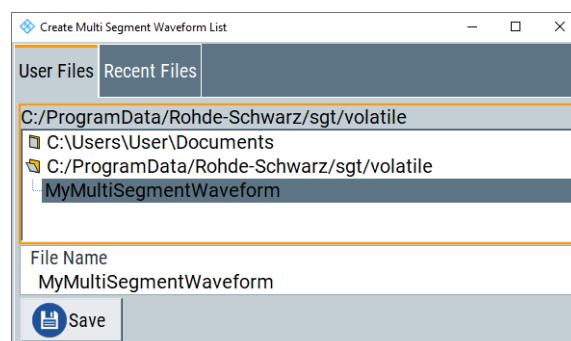 Create Multi Segment Waveform List
User Files Recent Files
C:/ProgramData/Rohde-Schwarz/sgt/volatile
C:\Users\User\Documents
C:/ProgramData/Rohde-Schwarz/sgt/volatile
MyMultiSegmentWaveform
File Name
MyMultiSegmentWaveform
Save